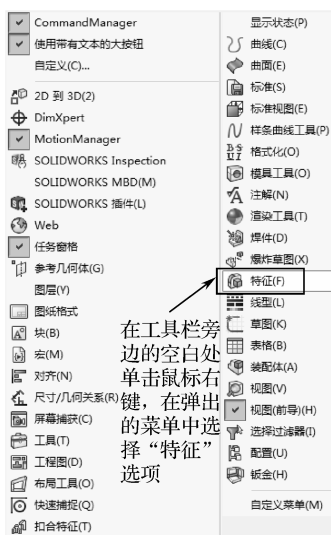 CommandManager
使用带有文本的大按钮
自定义(C)...
2D 到 3D(2)
DimXpert
MotionManager
SOLIDWORKS Inspection
SOLIDWORKS MBD(M)
SOLIDWORKS 插件(L)
Web
任务窗格
参考几何体(G)
图层(Y)
图纸格式
块(B)
宏(M)
对齐(N)
尺寸/几何关系(R)
屏幕捕获(C)
工具(T)
工程图(D)
布局工具(O)
快速捕捉(Q)
扣合特征(T)
显示状态(P)
曲线(C)
曲面(E)
标准(S)
标准视图(E)
样条曲线工具(P)
格式化(O)
模具工具(O)
注解(N)
渲染工具(T)
焊件(D)
爆炸草图(X)
特征(F)
线型(L)
草图(K)
表格(B)
装配体(A)
视图(V)
视图(前导)(H)
选择过滤器(I)
配置(U)
钣金(H)
自定义菜单(M)
在工具栏旁
边的空白处
单击鼠标右
键，在弹出
的菜单中选
择“特征”
选项